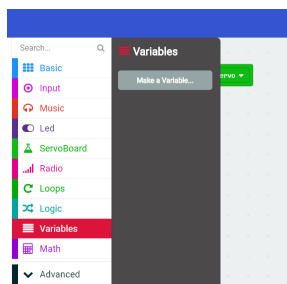 Search...
Basic
Input
Music
Led
ServoBoard
Radio
Loops
Logic
Variables
Math
Advanced
Variables
Make a Variable...
ervo